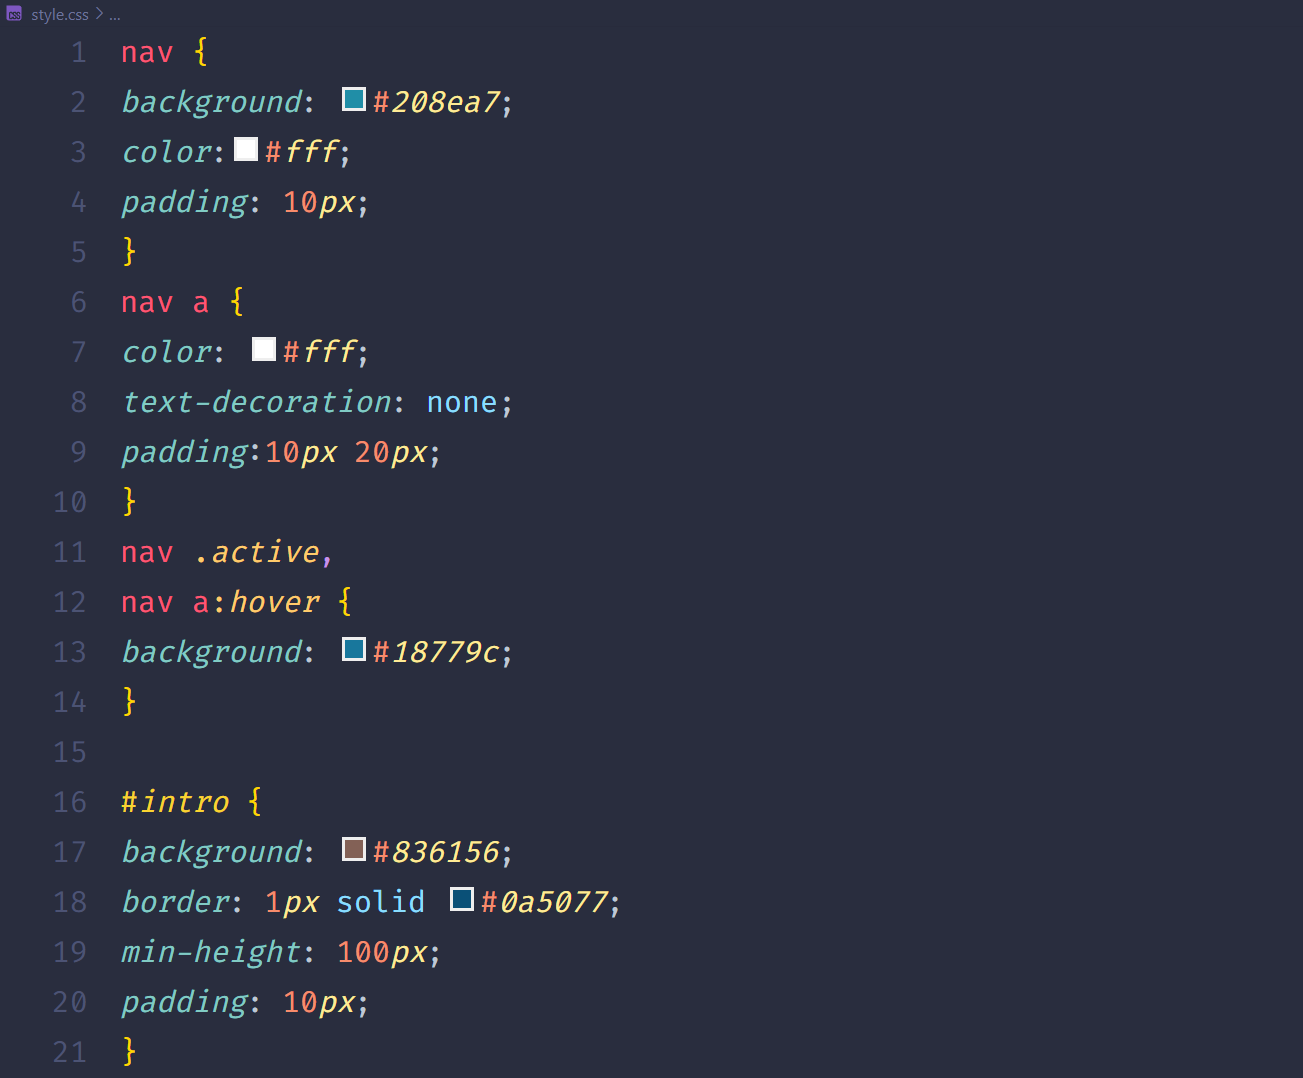 style.css > ...
1 nav {
2 background: #208ea7;
3 color:#fff;
4 padding: 10px;
5 }
6 nav a {
7 color: #fff;
8 text-decoration: none;
9 padding:10px 20px;
10 }
11 nav .active,
12 nav a:hover {
13 background: #18779c;
14 }
15
16 #intro {
17 background: #836156;
18 border: 1px solid #0a5077;
19 min-height: 100px;
20 padding: 10px;
21 }